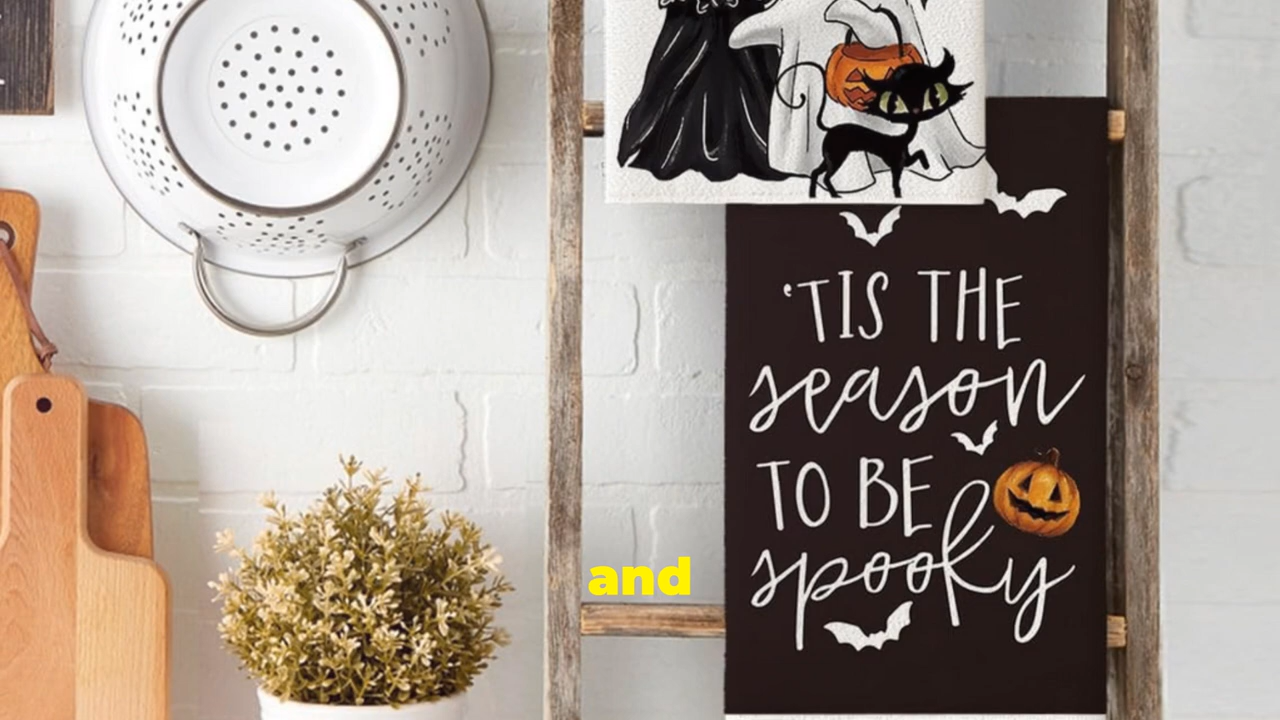 'TIS THE
season
TO BE
spooky
and